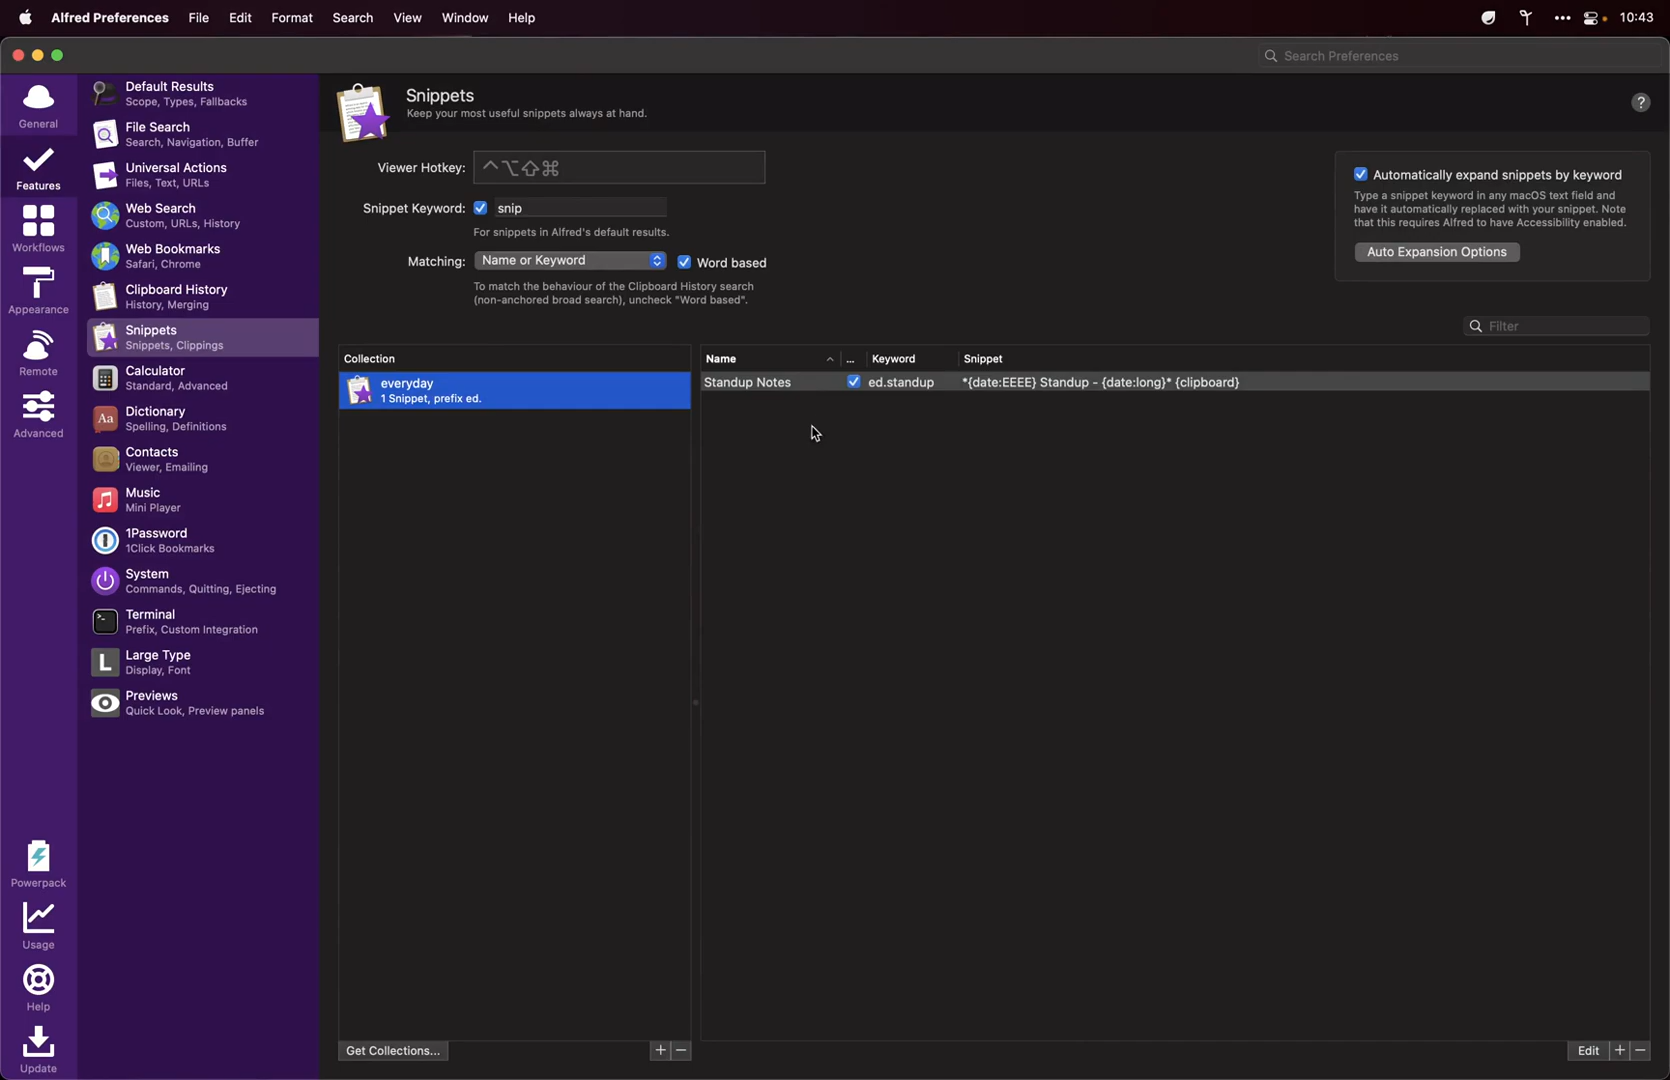 Alfred Preferences File Edit Format Search View Window Help 10:43
Search Preferences
General
Features
Workflows
Appearance
Remote
Advanced
Powerpack
Usage
Help
Update
Default Results
Scope, Types, Fallbacks
File Search
Search, Navigation, Buffer
Universal Actions
Files, Text, URLs
Web Search
Custom, URLs, History
Web Bookmarks
Safari, Chrome
Clipboard History
History, Merging
Snippets
Snippets, Clippings
Calculator
Standard, Advanced
Aa
Dictionary
Spelling, Definitions
Contacts
Viewer, Emailing
Music
Mini Player
1Password
1Click Bookmarks
System
Commands, Quitting, Ejecting
Terminal
Prefix, Custom Integration
L
Large Type
Display, Font
Previews
Quick Look, Preview panels
Snippets
Keep your most useful snippets always at hand.
?
Viewer Hotkey: ⌃⌥⇧⌘
Snippet Keyword: snip
For snippets in Alfred's default results.
Matching: Name or Keyword Word based
To match the behaviour of the Clipboard History search
(non-anchored broad search), uncheck "Word based".
Automatically expand snippets by keyword
Type a snippet keyword in any macOS text field and
have it automatically replaced with your snippet. Note
that this requires Alfred to have Accessibility enabled.
Auto Expansion Options
Filter
Collection
everyday
1 Snippet, prefix ed.
Name ... Keyword Snippet
Standup Notes ed.standup *{date:EEEE} Standup - {date:long}* {clipboard}
Get Collections... + −
Edit + −